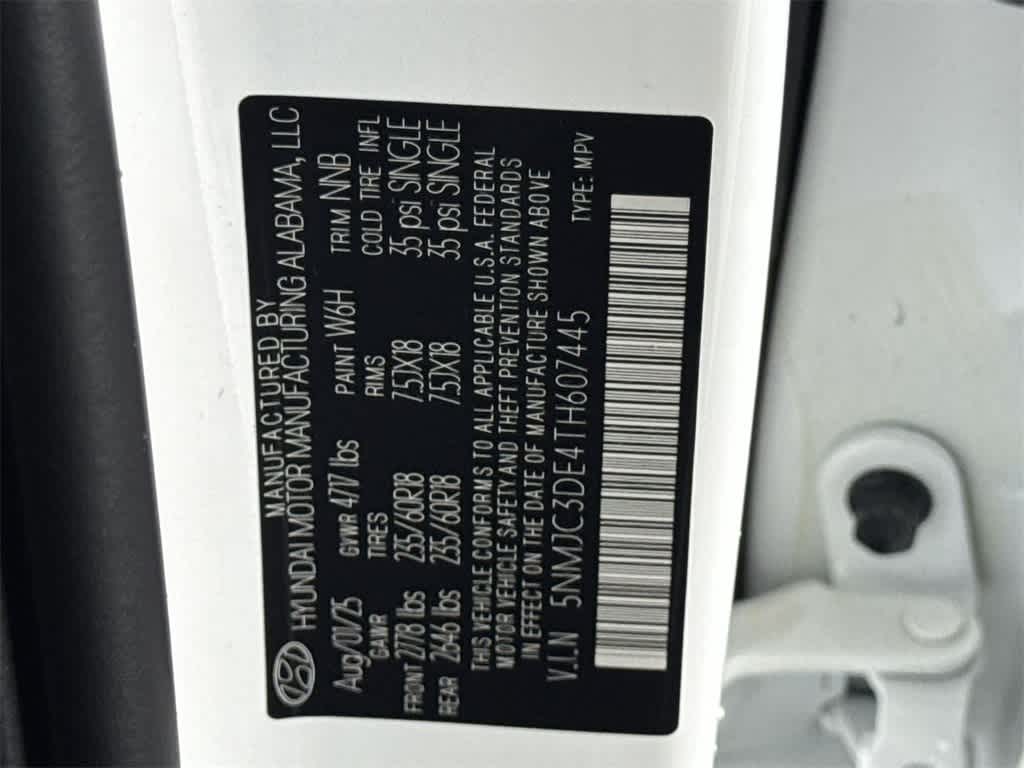 MANUFACTURED BY
HYUNDAI MOTOR MANUFACTURING ALABAMA, LLC
Aug/01/25 GVWR 4777 lbs PAINT W6H TRIM NNB
GAWR TIRES RIMS COLD TIRE INFL
FRONT 2778 lbs 235/60R18 7.5JX18 35 psi SINGLE
REAR 2646 lbs 235/60R18 7.5JX18 35 psi SINGLE
THIS VEHICLE CONFORMS TO ALL APPLICABLE U.S.A. FEDERAL
MOTOR VEHICLE SAFETY AND THEFT PREVENTION STANDARDS
IN EFFECT ON THE DATE OF MANUFACTURE SHOWN ABOVE
V.I.N 5NMJC3DE4TH607445 TYPE: MPV